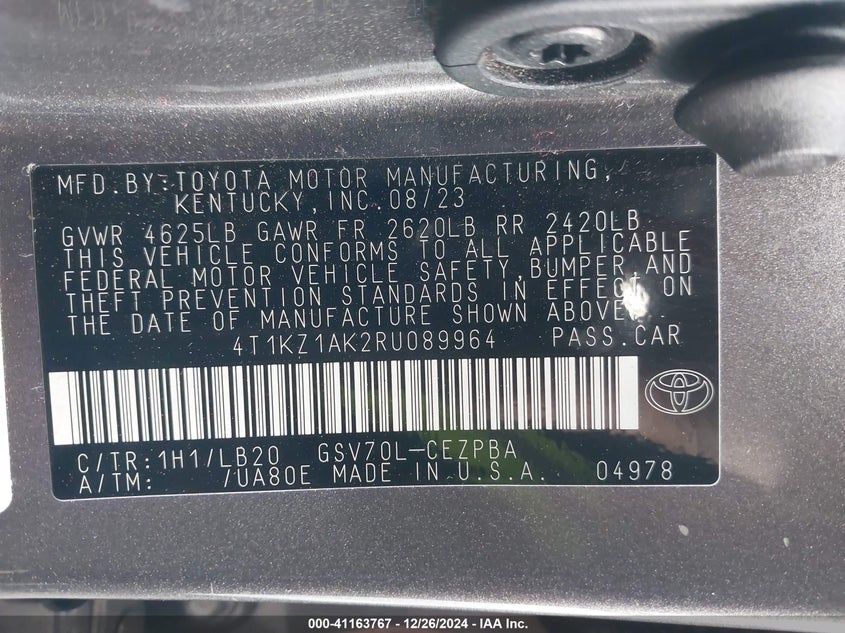 MFD.BY:TOYOTA MOTOR MANUFACTURING,
KENTUCKY,INC.08/23
GVWR 4625LB GAWR FR 2620LB RR 2420LB
THIS VEHICLE CONFORMS TO ALL APPLICABLE
FEDERAL MOTOR VEHICLE SAFETY,BUMPER,AND
THEFT PREVENTION STANDARDS IN EFFECT ON
THE DATE OF MANUFACTURE SHOWN ABOVE.
4T1KZ1AK2RU089964 PASS.CAR
C/TR:1H1/LB20 GSV70L-CEZPBA
A/TM: /UA80E MADE IN U.S.A. 04978
000-41163767 • 12/26/2024 - IAA Inc.